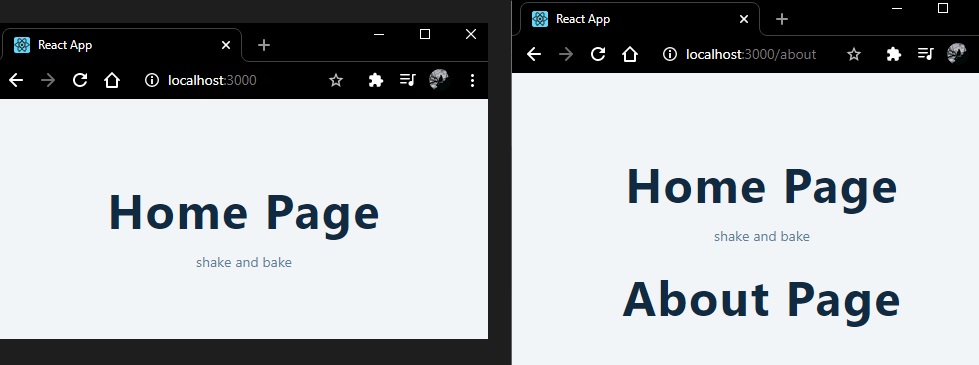 React App
localhost:3000
Home Page
shake and bake
React App
localhost:3000/about
Home Page
shake and bake
About Page